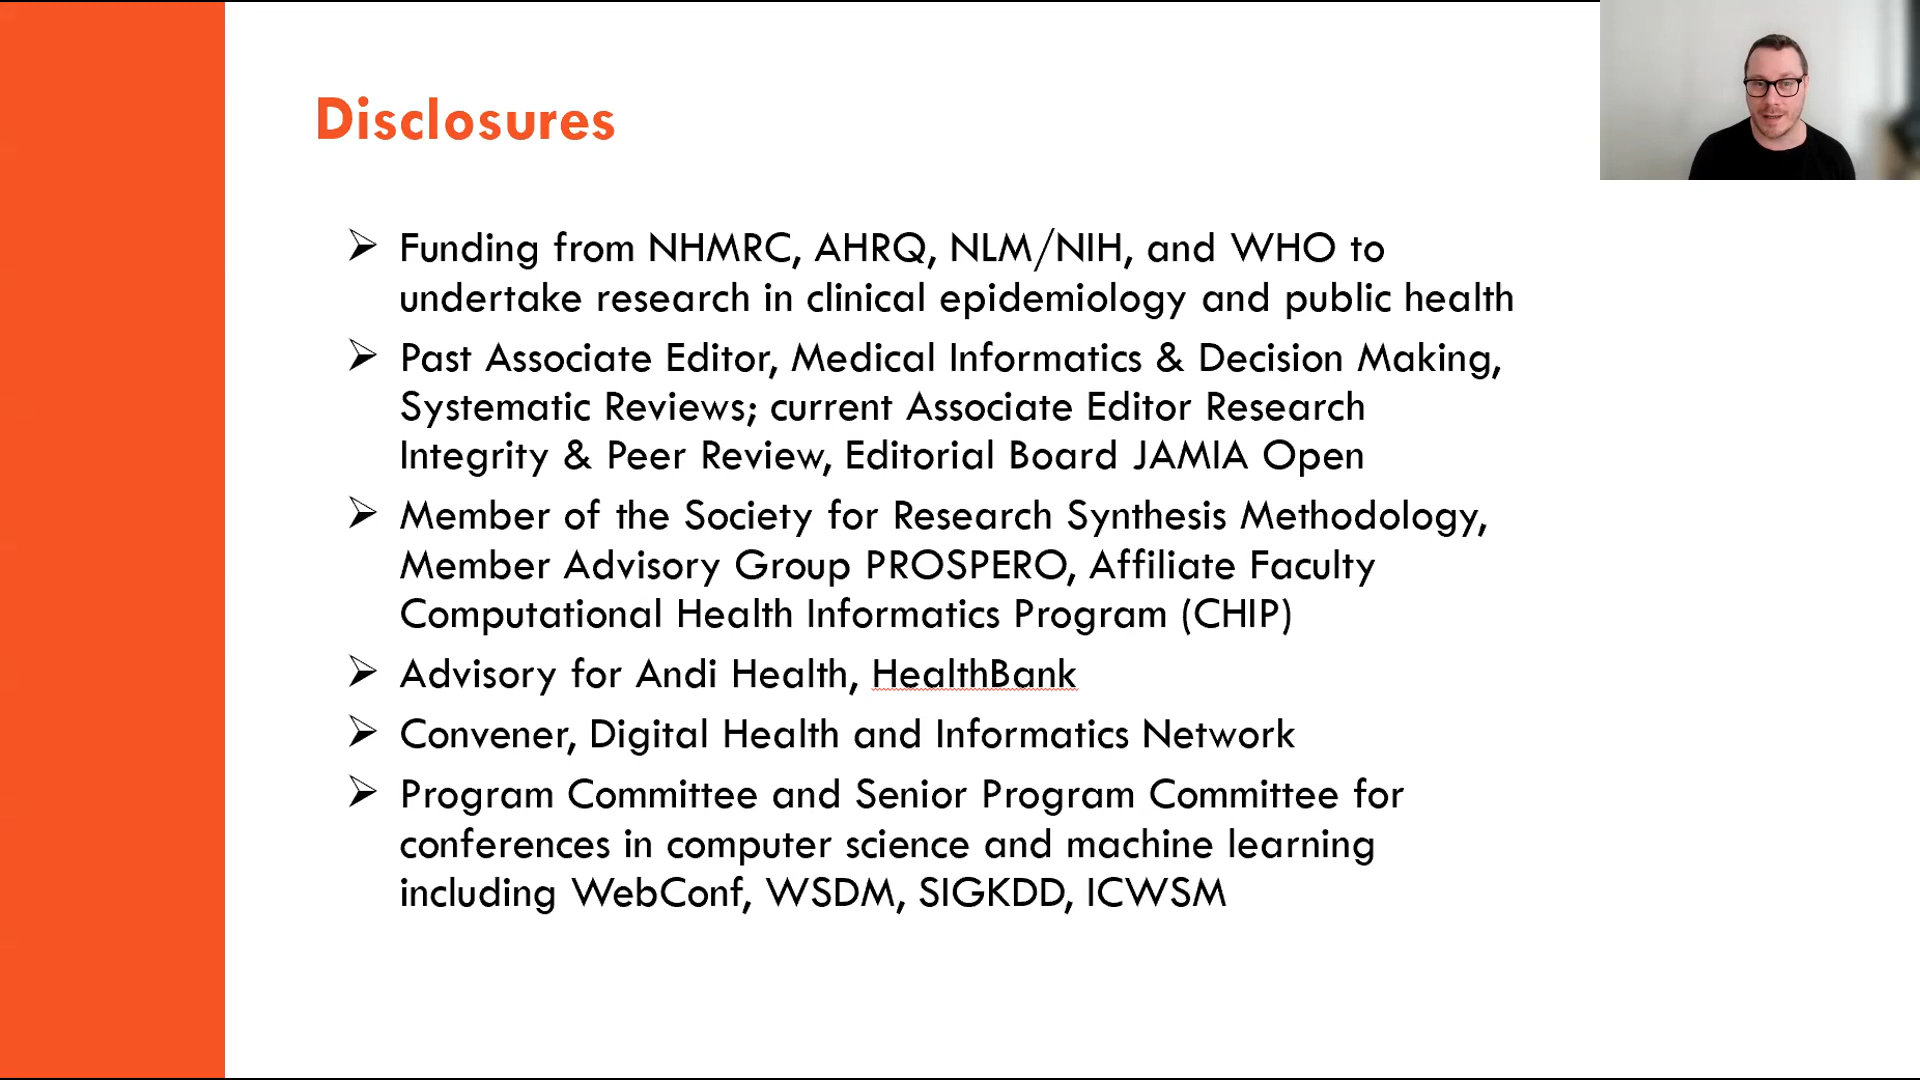 Disclosures
Funding from NHMRC, AHRQ, NLM/NIH, and WHO to
undertake research in clinical epidemiology and public health
Past Associate Editor, Medical Informatics & Decision Making,
Systematic Reviews; current Associate Editor Research
Integrity & Peer Review, Editorial Board JAMIA Open
Member of the Society for Research Synthesis Methodology,
Member Advisory Group PROSPERO, Affiliate Faculty
Computational Health Informatics Program (CHIP)
Advisory for Andi Health, HealthBank
Convener, Digital Health and Informatics Network
Program Committee and Senior Program Committee for
conferences in computer science and machine learning
including WebConf, WSDM, SIGKDD, ICWSM